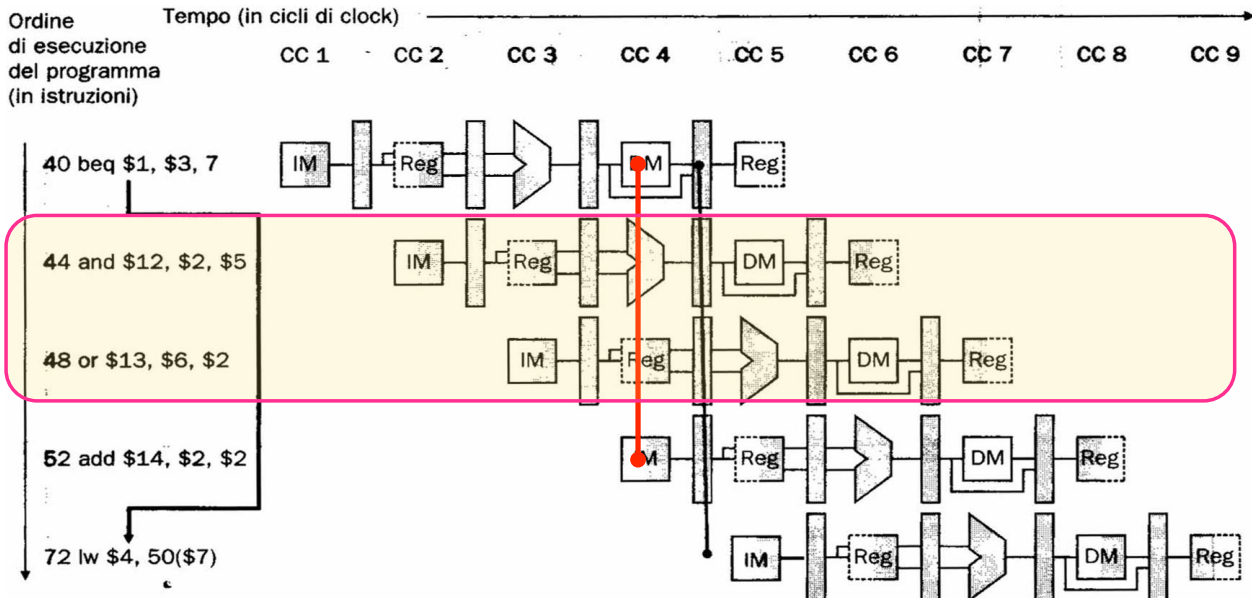 Ordine
di esecuzione
del programma
(in istruzioni)
Tempo (in cicli di clock)
CC 1 CC 2 CC 3 CC 4 CC 5 CC 6 CC 7 CC 8 CC 9
40 beq $1, $3, 7 IM Reg DM Reg
44 and $12, $2, $5 IM Reg DM Reg
48 or $13, $6, $2 IM Reg DM Reg
52 add $14, $2, $2 IM Reg DM Reg
72 lw $4, 50($7) IM Reg DM Reg